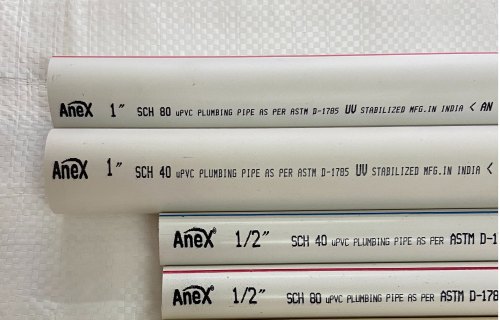 AneX 1" SCH 80 uPVC PLUMBING PIPE AS PER ASTM D-1785 UV STABILIZED MFG.IN INDIA < AN
AneX 1" SCH 40 uPVC PLUMBING PIPE AS PER ASTM D-1785 UV STABILIZED MFG.IN INDIA <
AneX 1/2" SCH 40 uPVC PLUMBING PIPE AS PER ASTM D-1
AneX 1/2" SCH 80 uPVC PLUMBING PIPE AS PER ASTM D-178